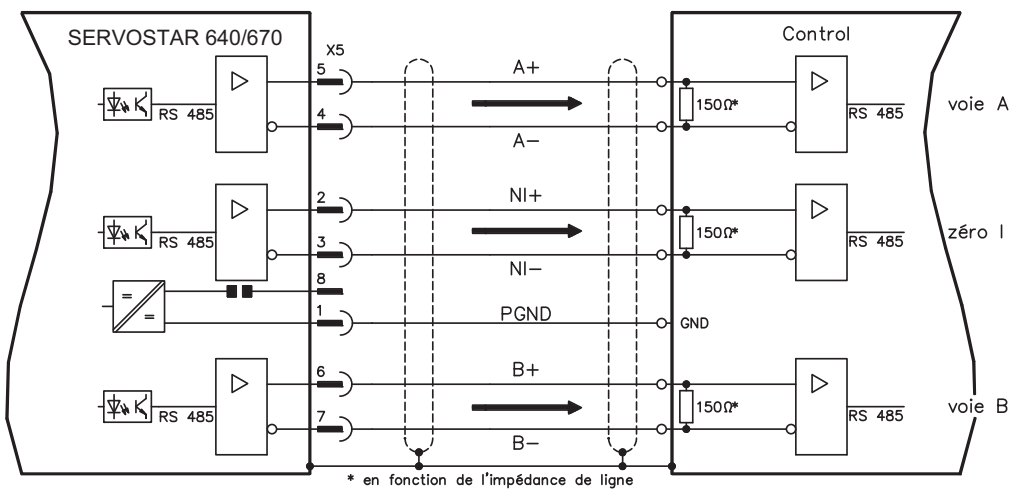 SERVOSTAR 640/670
X5
Control
5
A+
150Ω*
RS 485
4
A-
RS 485
voie A
2
NI+
150Ω*
RS 485
3
NI-
RS 485
zéro I
8
1
PGND
GND
6
B+
150Ω*
RS 485
7
B-
RS 485
voie B
* en fonction de l'impédance de ligne